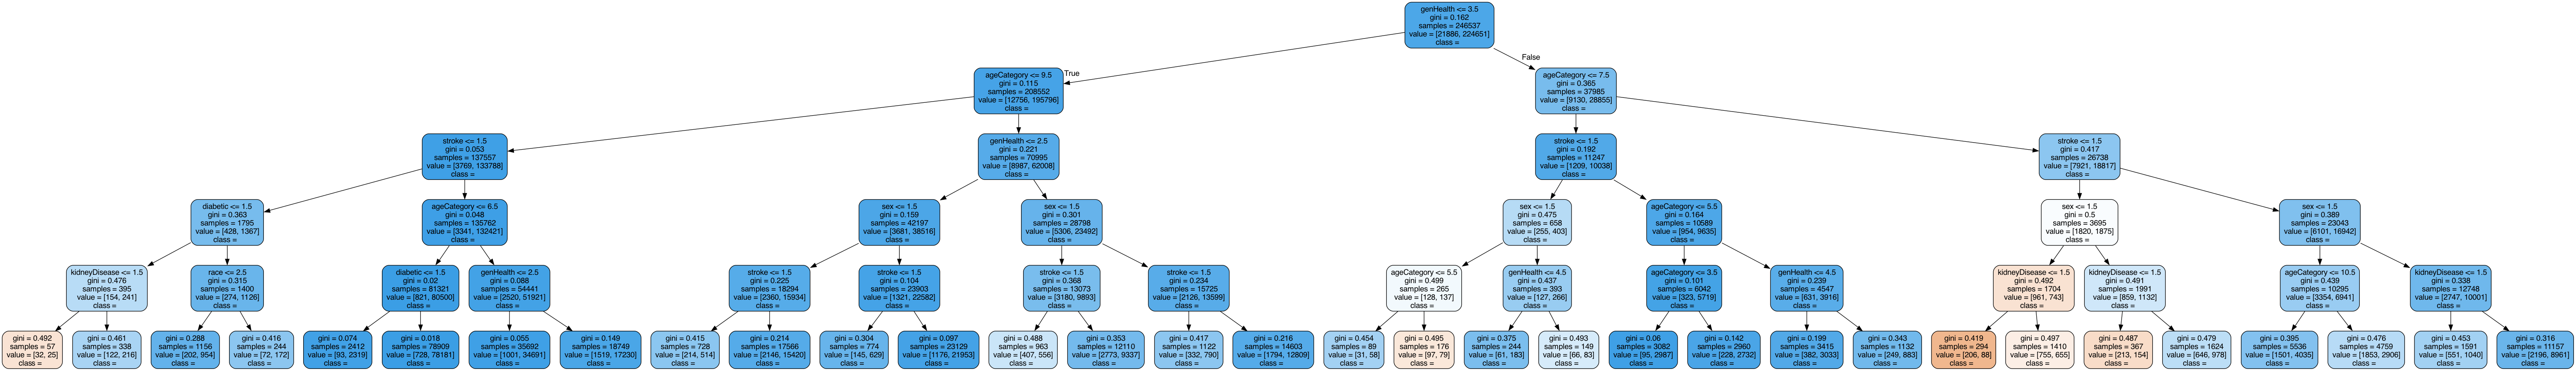 genHealth <= 3.5
gini = 0.162
samples = 246537
value = [21886, 224651]
class =
True
False
ageCategory <= 9.5
gini = 0.115
samples = 208552
value = [12756, 195796]
class =
ageCategory <= 7.5
gini = 0.365
samples = 37985
value = [9130, 28855]
class =
stroke <= 1.5
gini = 0.053
samples = 137557
value = [3769, 133788]
class =
genHealth <= 2.5
gini = 0.221
samples = 70995
value = [8987, 62008]
class =
stroke <= 1.5
gini = 0.192
samples = 11247
value = [1209, 10038]
class =
stroke <= 1.5
gini = 0.417
samples = 26738
value = [7921, 18817]
class =
diabetic <= 1.5
gini = 0.363
samples = 1795
value = [428, 1367]
class =
ageCategory <= 6.5
gini = 0.048
samples = 135762
value = [3341, 132421]
class =
sex <= 1.5
gini = 0.159
samples = 42197
value = [3681, 38516]
class =
sex <= 1.5
gini = 0.301
samples = 28798
value = [5306, 23492]
class =
sex <= 1.5
gini = 0.475
samples = 658
value = [255, 403]
class =
ageCategory <= 5.5
gini = 0.164
samples = 10589
value = [954, 9635]
class =
sex <= 1.5
gini = 0.5
samples = 3695
value = [1820, 1875]
class =
sex <= 1.5
gini = 0.389
samples = 23043
value = [6101, 16942]
class =
kidneyDisease <= 1.5
gini = 0.476
samples = 395
value = [154, 241]
class =
race <= 2.5
gini = 0.315
samples = 1400
value = [274, 1126]
class =
diabetic <= 1.5
gini = 0.02
samples = 81321
value = [821, 80500]
class =
genHealth <= 2.5
gini = 0.088
samples = 54441
value = [2520, 51921]
class =
stroke <= 1.5
gini = 0.225
samples = 18294
value = [2360, 15934]
class =
stroke <= 1.5
gini = 0.104
samples = 23903
value = [1321, 22582]
class =
stroke <= 1.5
gini = 0.368
samples = 13073
value = [3180, 9893]
class =
stroke <= 1.5
gini = 0.234
samples = 15725
value = [2126, 13599]
class =
ageCategory <= 5.5
gini = 0.499
samples = 265
value = [128, 137]
class =
genHealth <= 4.5
gini = 0.437
samples = 393
value = [127, 266]
class =
ageCategory <= 3.5
gini = 0.101
samples = 6042
value = [323, 5719]
class =
genHealth <= 4.5
gini = 0.239
samples = 4547
value = [631, 3916]
class =
kidneyDisease <= 1.5
gini = 0.492
samples = 1704
value = [961, 743]
class =
kidneyDisease <= 1.5
gini = 0.491
samples = 1991
value = [859, 1132]
class =
ageCategory <= 10.5
gini = 0.439
samples = 10295
value = [3354, 6941]
class =
kidneyDisease <= 1.5
gini = 0.338
samples = 12748
value = [2747, 10001]
class =
gini = 0.492
samples = 57
value = [32, 25]
class =
gini = 0.461
samples = 338
value = [122, 216]
class =
gini = 0.288
samples = 1156
value = [202, 954]
class =
gini = 0.416
samples = 244
value = [72, 172]
class =
gini = 0.074
samples = 2412
value = [93, 2319]
class =
gini = 0.018
samples = 78909
value = [728, 78181]
class =
gini = 0.055
samples = 35692
value = [1001, 34691]
class =
gini = 0.149
samples = 18749
value = [1519, 17230]
class =
gini = 0.415
samples = 728
value = [214, 514]
class =
gini = 0.214
samples = 17566
value = [2146, 15420]
class =
gini = 0.304
samples = 774
value = [145, 629]
class =
gini = 0.097
samples = 23129
value = [1176, 21953]
class =
gini = 0.488
samples = 963
value = [407, 556]
class =
gini = 0.353
samples = 12110
value = [2773, 9337]
class =
gini = 0.417
samples = 1122
value = [332, 790]
class =
gini = 0.216
samples = 14603
value = [1794, 12809]
class =
gini = 0.454
samples = 89
value = [31, 58]
class =
gini = 0.495
samples = 176
value = [97, 79]
class =
gini = 0.375
samples = 244
value = [61, 183]
class =
gini = 0.493
samples = 149
value = [66, 83]
class =
gini = 0.06
samples = 3082
value = [95, 2987]
class =
gini = 0.142
samples = 2960
value = [228, 2732]
class =
gini = 0.199
samples = 3415
value = [382, 3033]
class =
gini = 0.343
samples = 1132
value = [249, 883]
class =
gini = 0.419
samples = 294
value = [206, 88]
class =
gini = 0.497
samples = 1410
value = [755, 655]
class =
gini = 0.487
samples = 367
value = [213, 154]
class =
gini = 0.479
samples = 1624
value = [646, 978]
class =
gini = 0.395
samples = 5536
value = [1501, 4035]
class =
gini = 0.476
samples = 4759
value = [1853, 2906]
class =
gini = 0.453
samples = 1591
value = [551, 1040]
class =
gini = 0.316
samples = 11157
value = [2196, 8961]
class =